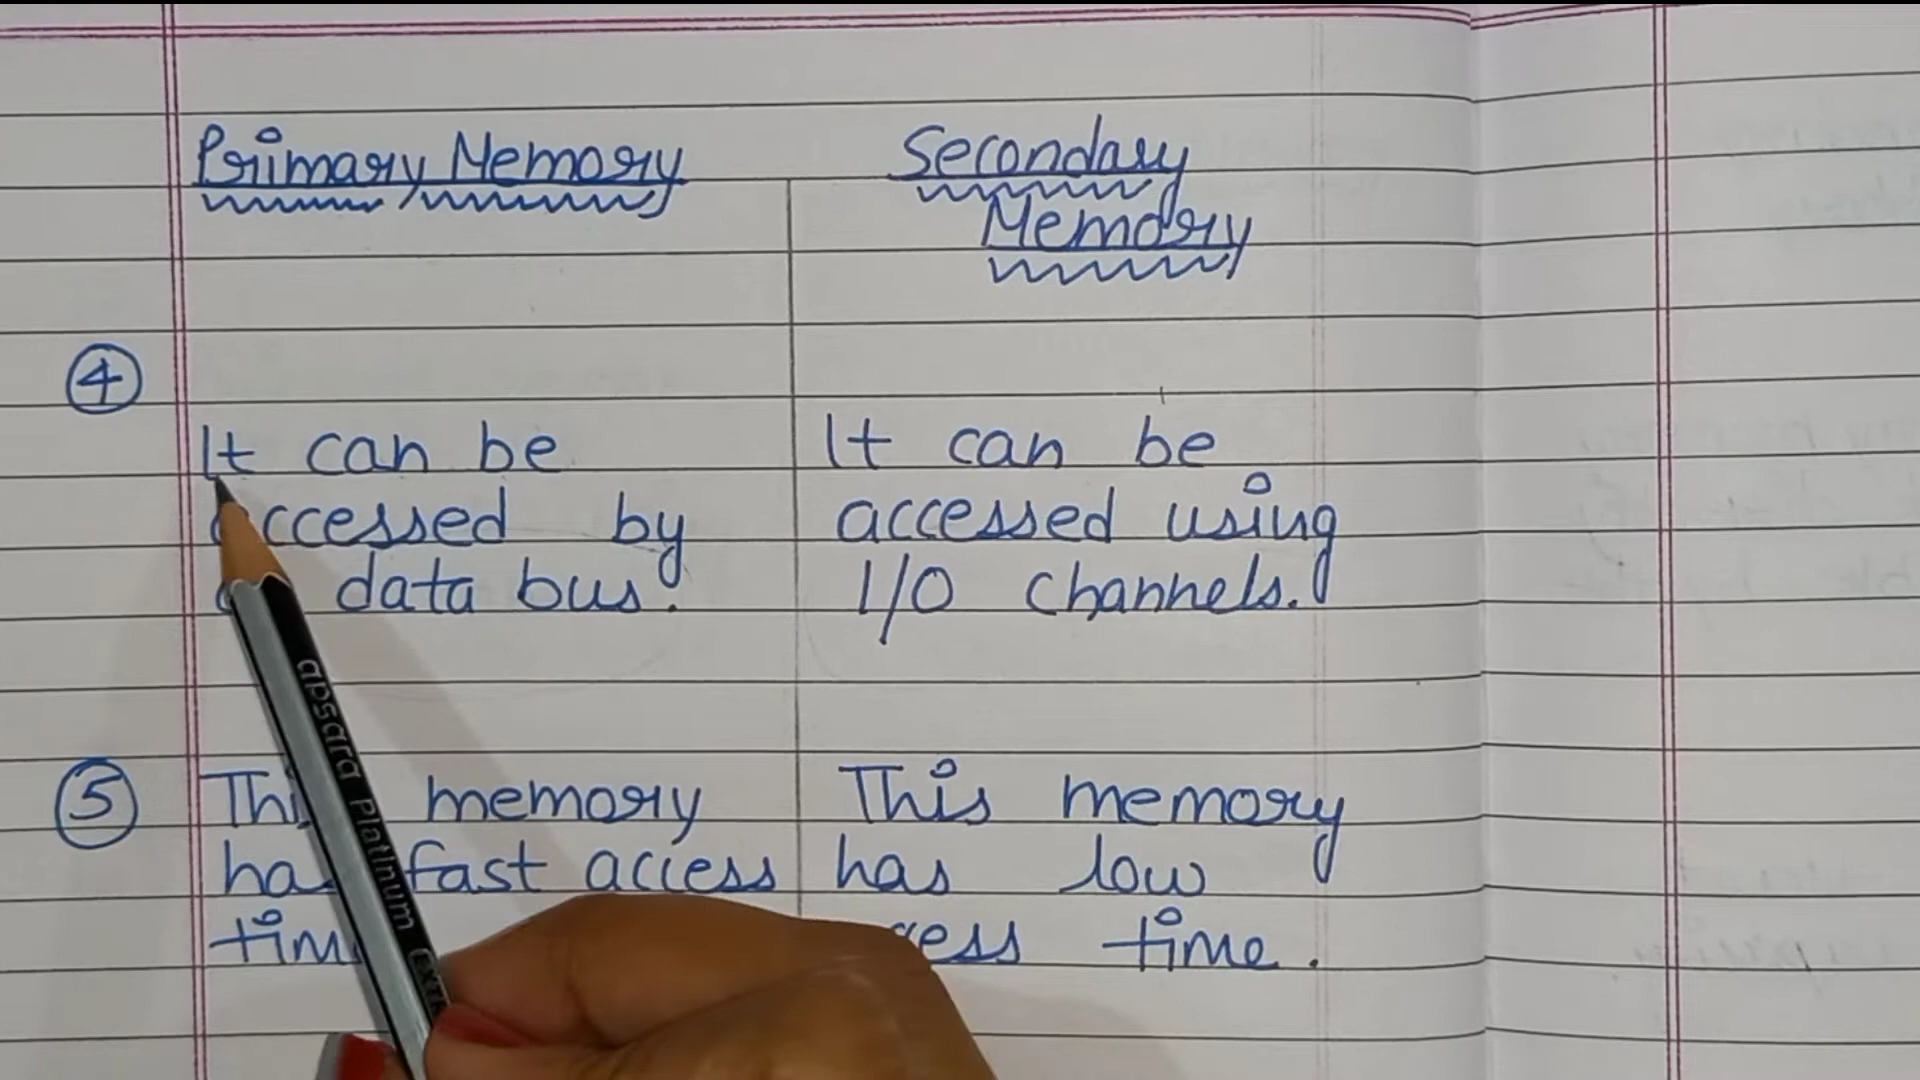 Primary Memory
Secondary
Memory
4
It can be
accessed by
data bus.
It can be
accessed using
I/O channels.
5
memory
fast access
This memory
has low
time.
apsara Platinum